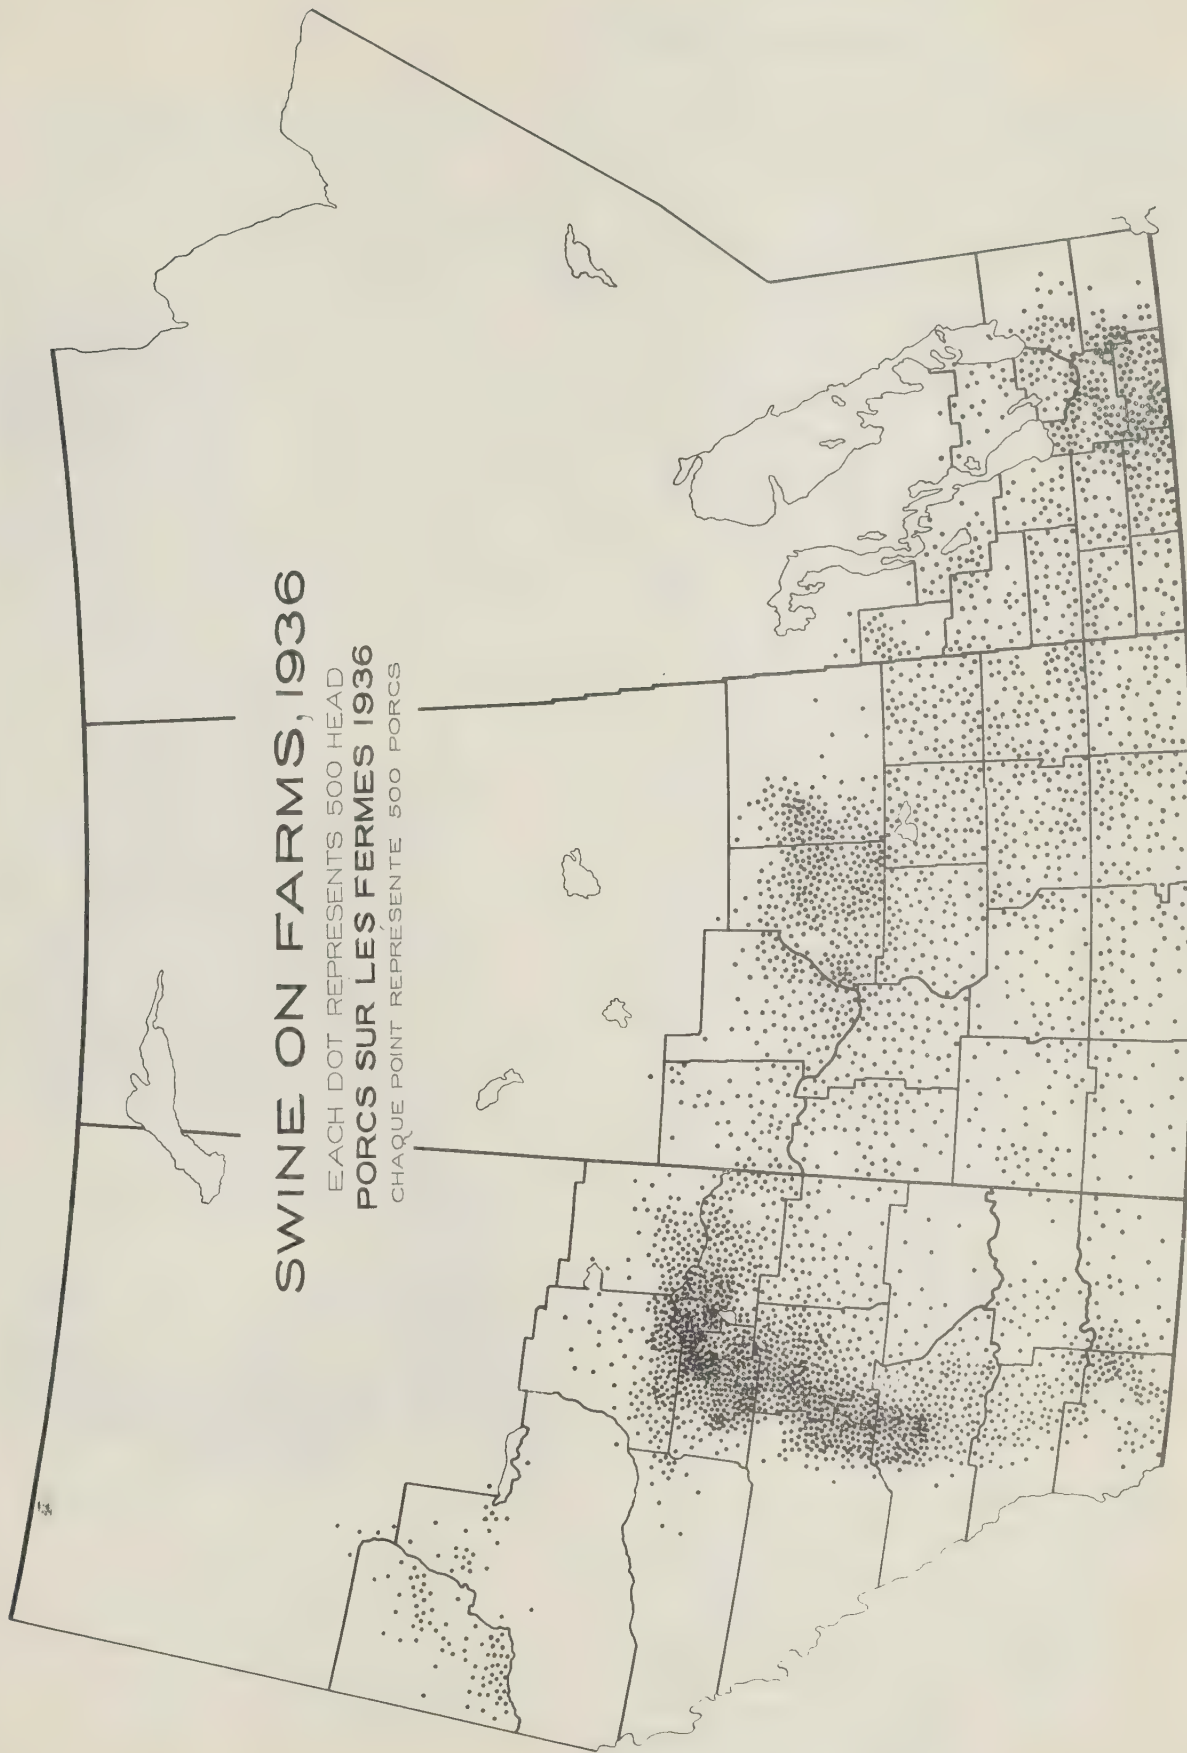 SWINE ON FARMS, 1936
EACH DOT REPRESENTS 500 HEAD
PORCS SUR LES FERMES 1936
CHAQUE POINT REPRÉSENTE 500 PORCS